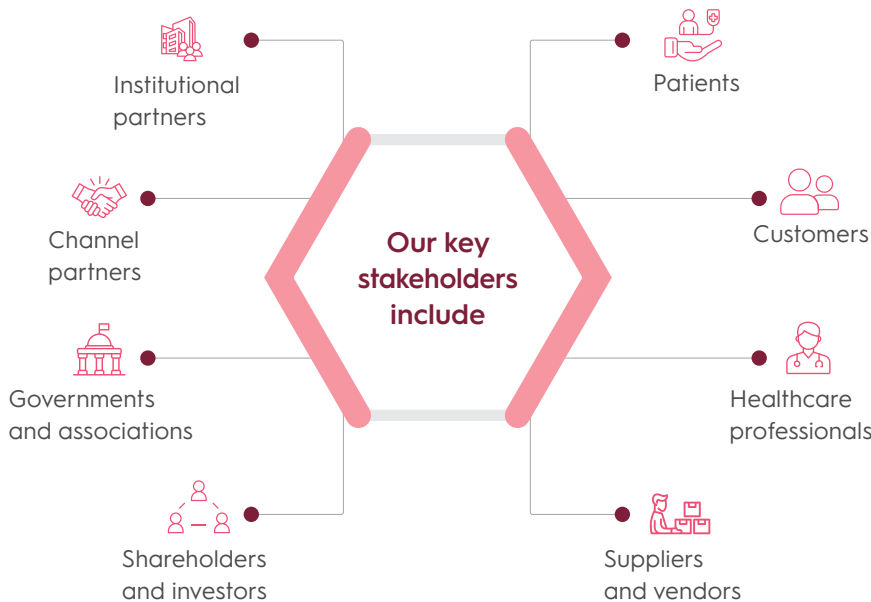 Institutional
partners
Patients
Channel
partners
Customers
Our key
stakeholders
include
Governments
and associations
Healthcare
professionals
Shareholders
and investors
Suppliers
and vendors